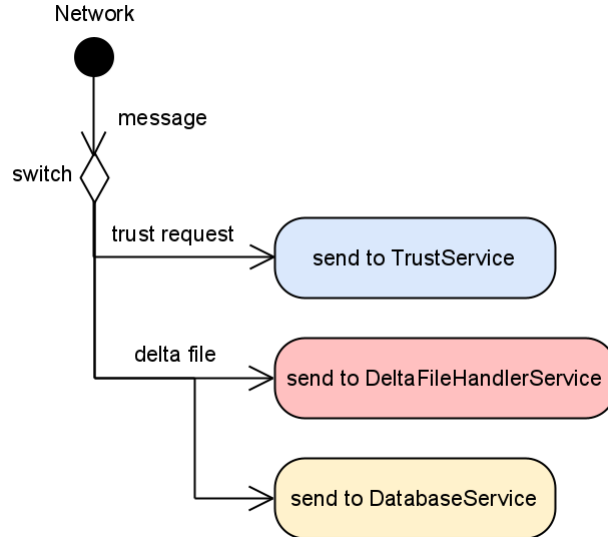 Network
message
switch
trust request
send to TrustService
delta file
send to DeltaFileHandlerService
send to DatabaseService